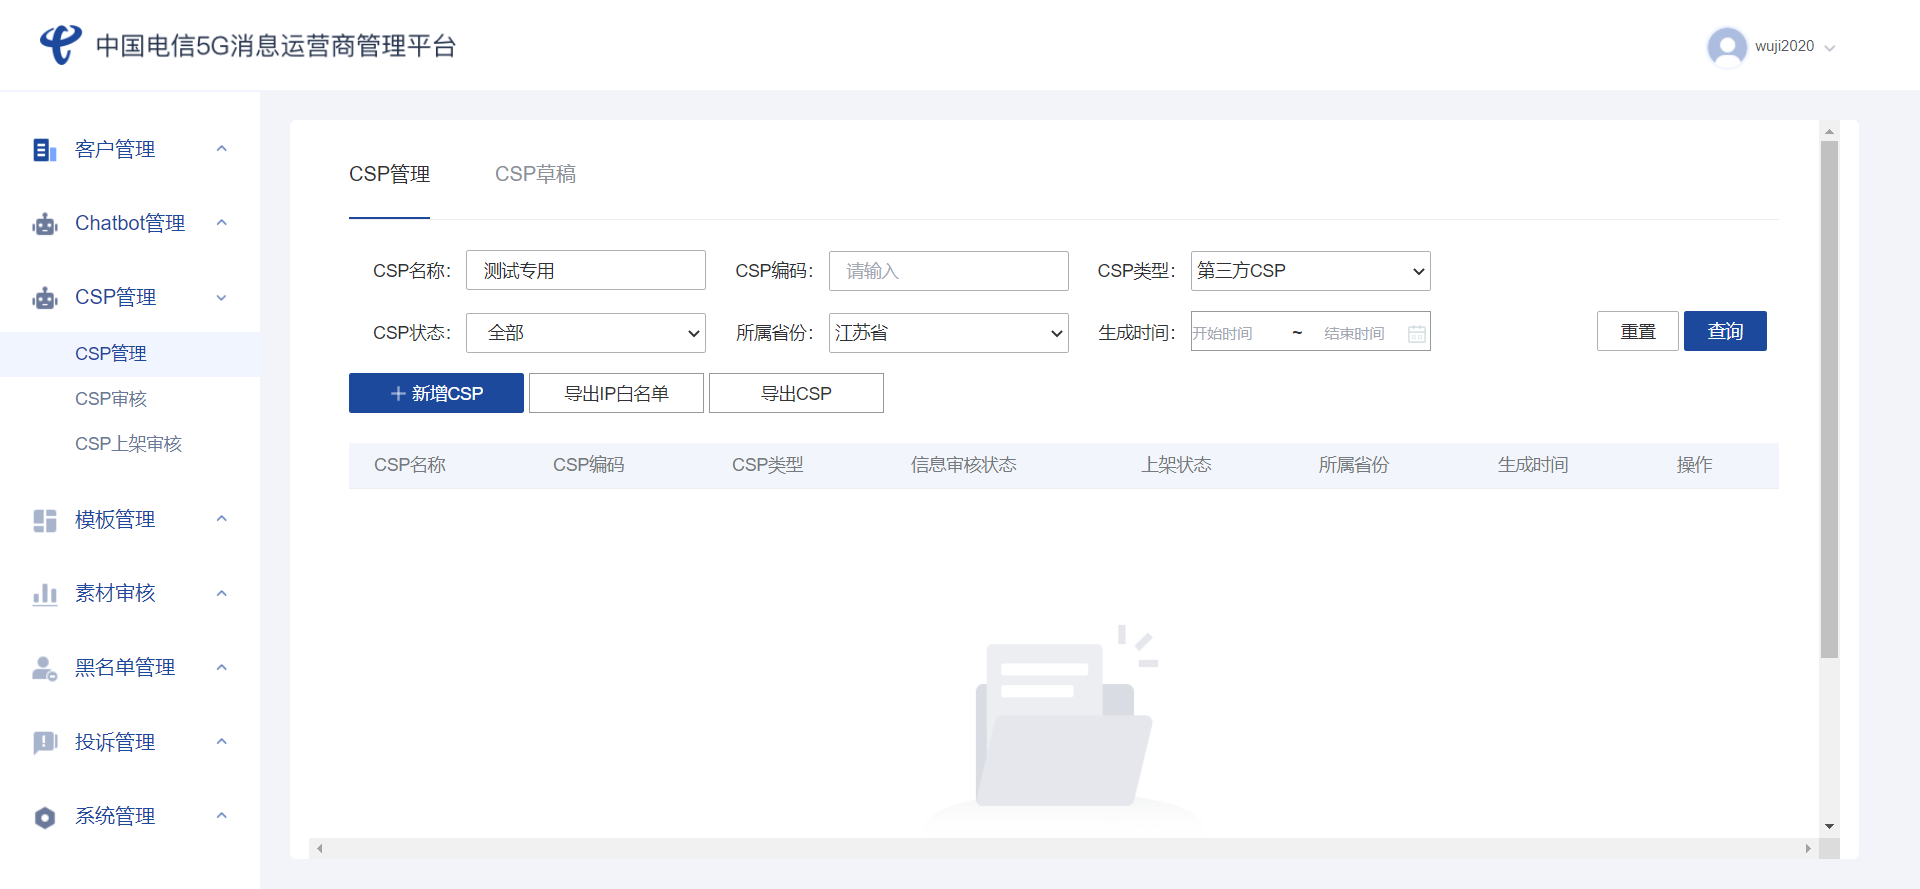 中国电信5G消息运营商管理平台
wuji2020
客户管理
Chatbot管理
CSP管理
CSP管理
CSP审核
CSP上架审核
模板管理
素材审核
黑名单管理
投诉管理
系统管理
CSP管理 CSP草稿
CSP名称： 测试专用 CSP编码： 请输入 CSP类型： 第三方CSP
CSP状态： 全部 所属省份： 江苏省 生成时间： 开始时间 ~ 结束时间 重置 查询
新增CSP 导出IP白名单 导出CSP
CSP名称 CSP编码 CSP类型 信息审核状态 上架状态 所属省份 生成时间 操作